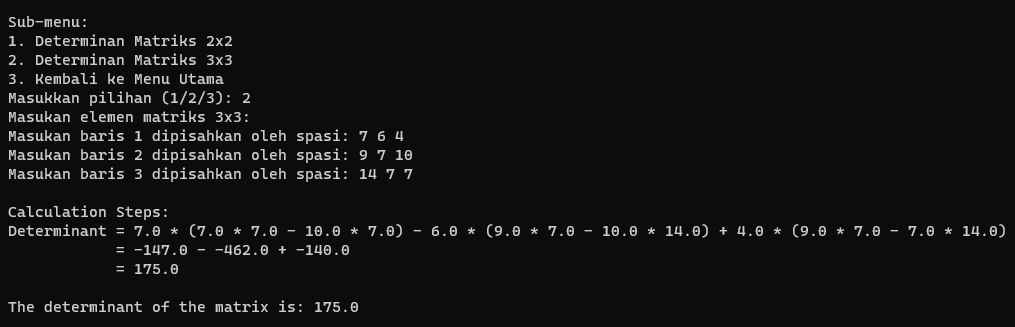 Sub-menu:
1. Determinan Matriks 2x2
2. Determinan Matriks 3x3
3. Kembali ke Menu Utama
Masukkan pilihan (1/2/3): 2
Masukan elemen matriks 3x3:
Masukan baris 1 dipisahkan oleh spasi: 7 6 4
Masukan baris 2 dipisahkan oleh spasi: 9 7 10
Masukan baris 3 dipisahkan oleh spasi: 14 7 7
Calculation Steps:
Determinant = 7.0 * (7.0 * 7.0 - 10.0 * 7.0) - 6.0 * (9.0 * 7.0 - 10.0 * 14.0) + 4.0 * (9.0 * 7.0 - 7.0 * 14.0)
= -147.0 - -462.0 + -140.0
= 175.0
The determinant of the matrix is: 175.0